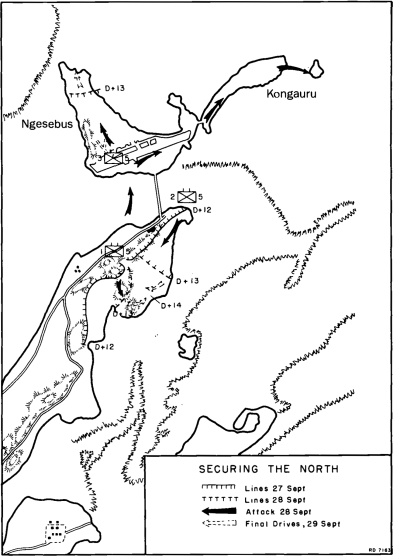 D+13
Kongauru
Ngesebus
3 5
2 5
D+12
1 5
D+13
D+14
D+12
SECURING THE NORTH
Lines 27 Sept
Lines 28 Sept
Attack 28 Sept
Final Drives, 29 Sept
RD 7163